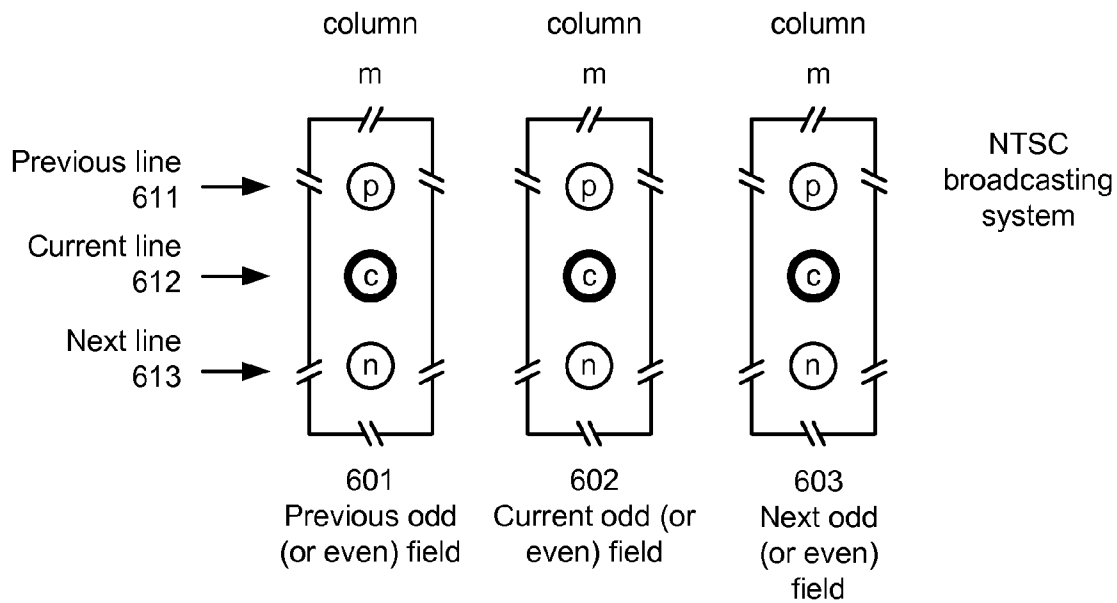 column column column
m m m
Previous line
611
p p p
NTSC
broadcasting
system
Current line
612
c c c
Next line
613
n n n
601
Previous odd
(or even) field
602
Current odd (or
even) field
603
Next odd
(or even)
field